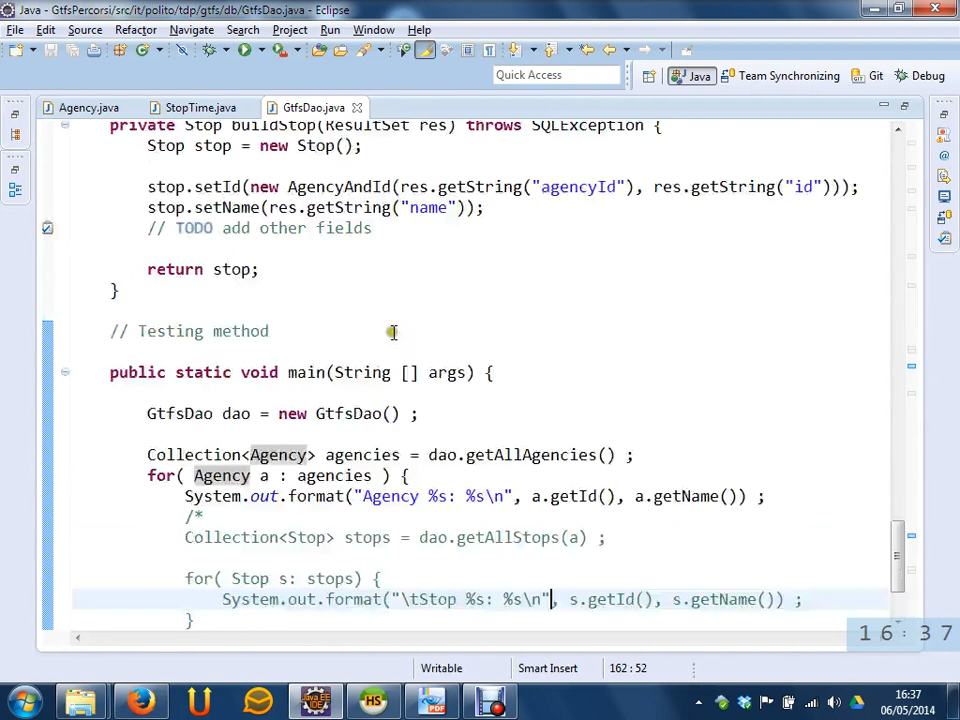 Java - GtfsPercorsi/src/it/polito/tdp/gtfs/db/GtfsDao.java - Eclipse
File Edit Source Refactor Navigate Search Project Run Window Help
Quick Access
Java Team Synchronizing Git Debug
Agency.java StopTime.java GtfsDao.java
private Stop buildStop(ResultSet res) throws SQLException {
Stop stop = new Stop();
stop.setId(new AgencyAndId(res.getString("agencyId"), res.getString("id")));
stop.setName(res.getString("name"));
// TODO add other fields
return stop;
}
// Testing method
public static void main(String [] args) {
GtfsDao dao = new GtfsDao() ;
Collection<Agency> agencies = dao.getAllAgencies() ;
for( Agency a : agencies ) {
System.out.format("Agency %s: %s\n", a.getId(), a.getName()) ;
/*
Collection<Stop> stops = dao.getAllStops(a) ;
for( Stop s: stops) {
System.out.format("\tStop %s: %s\n", s.getId(), s.getName()) ;
}
16:37
Writable Smart Insert 162 : 52
HS PDF
16:37
06/05/2014